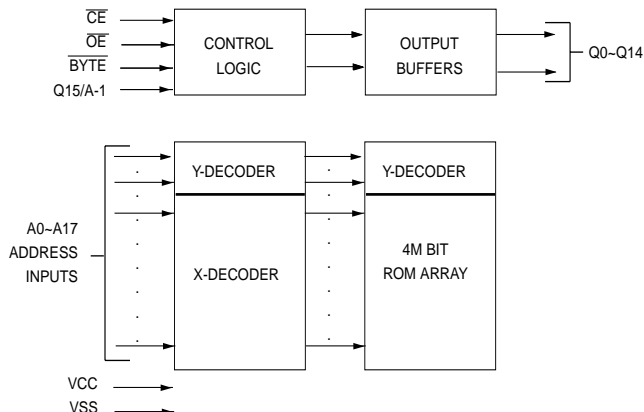 CE
OE
BYTE
Q15/A-1
CONTROL
LOGIC
OUTPUT
BUFFERS
Q0~Q14
A0~A17
ADDRESS
INPUTS
Y-DECODER
X-DECODER
Y-DECODER
4M BIT
ROM ARRAY
VCC
VSS